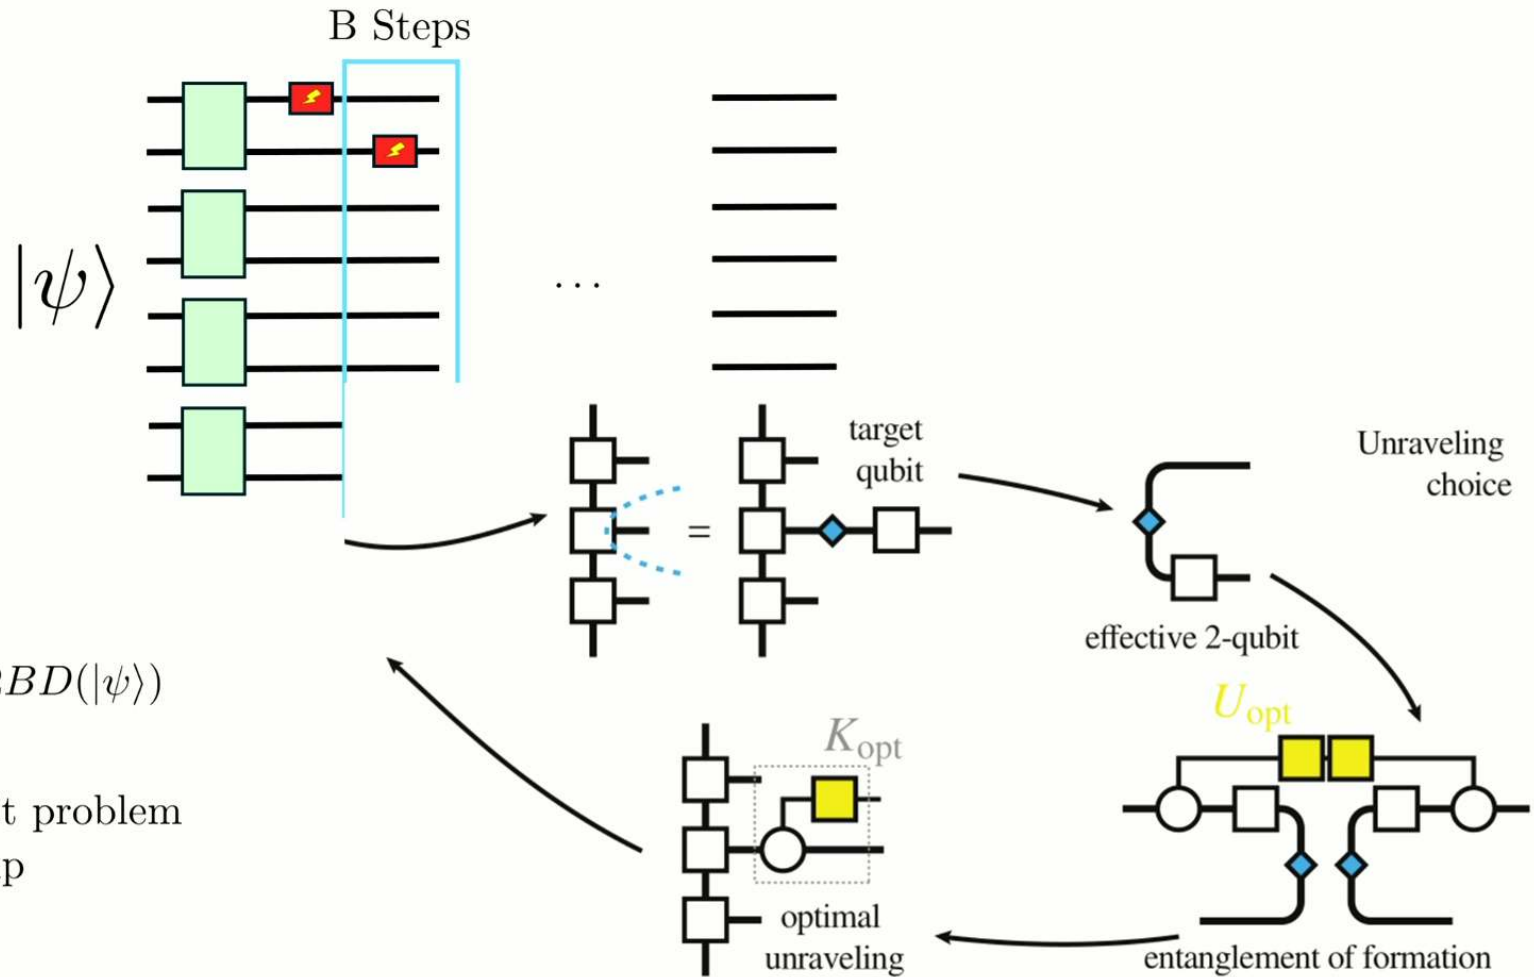 B Steps
|ψ⟩
...
target
qubit
=
Unraveling
choice
effective 2-qubit
BD(|ψ⟩)
U_opt
K_opt
t problem
p
optimal
unraveling
entanglement of formation